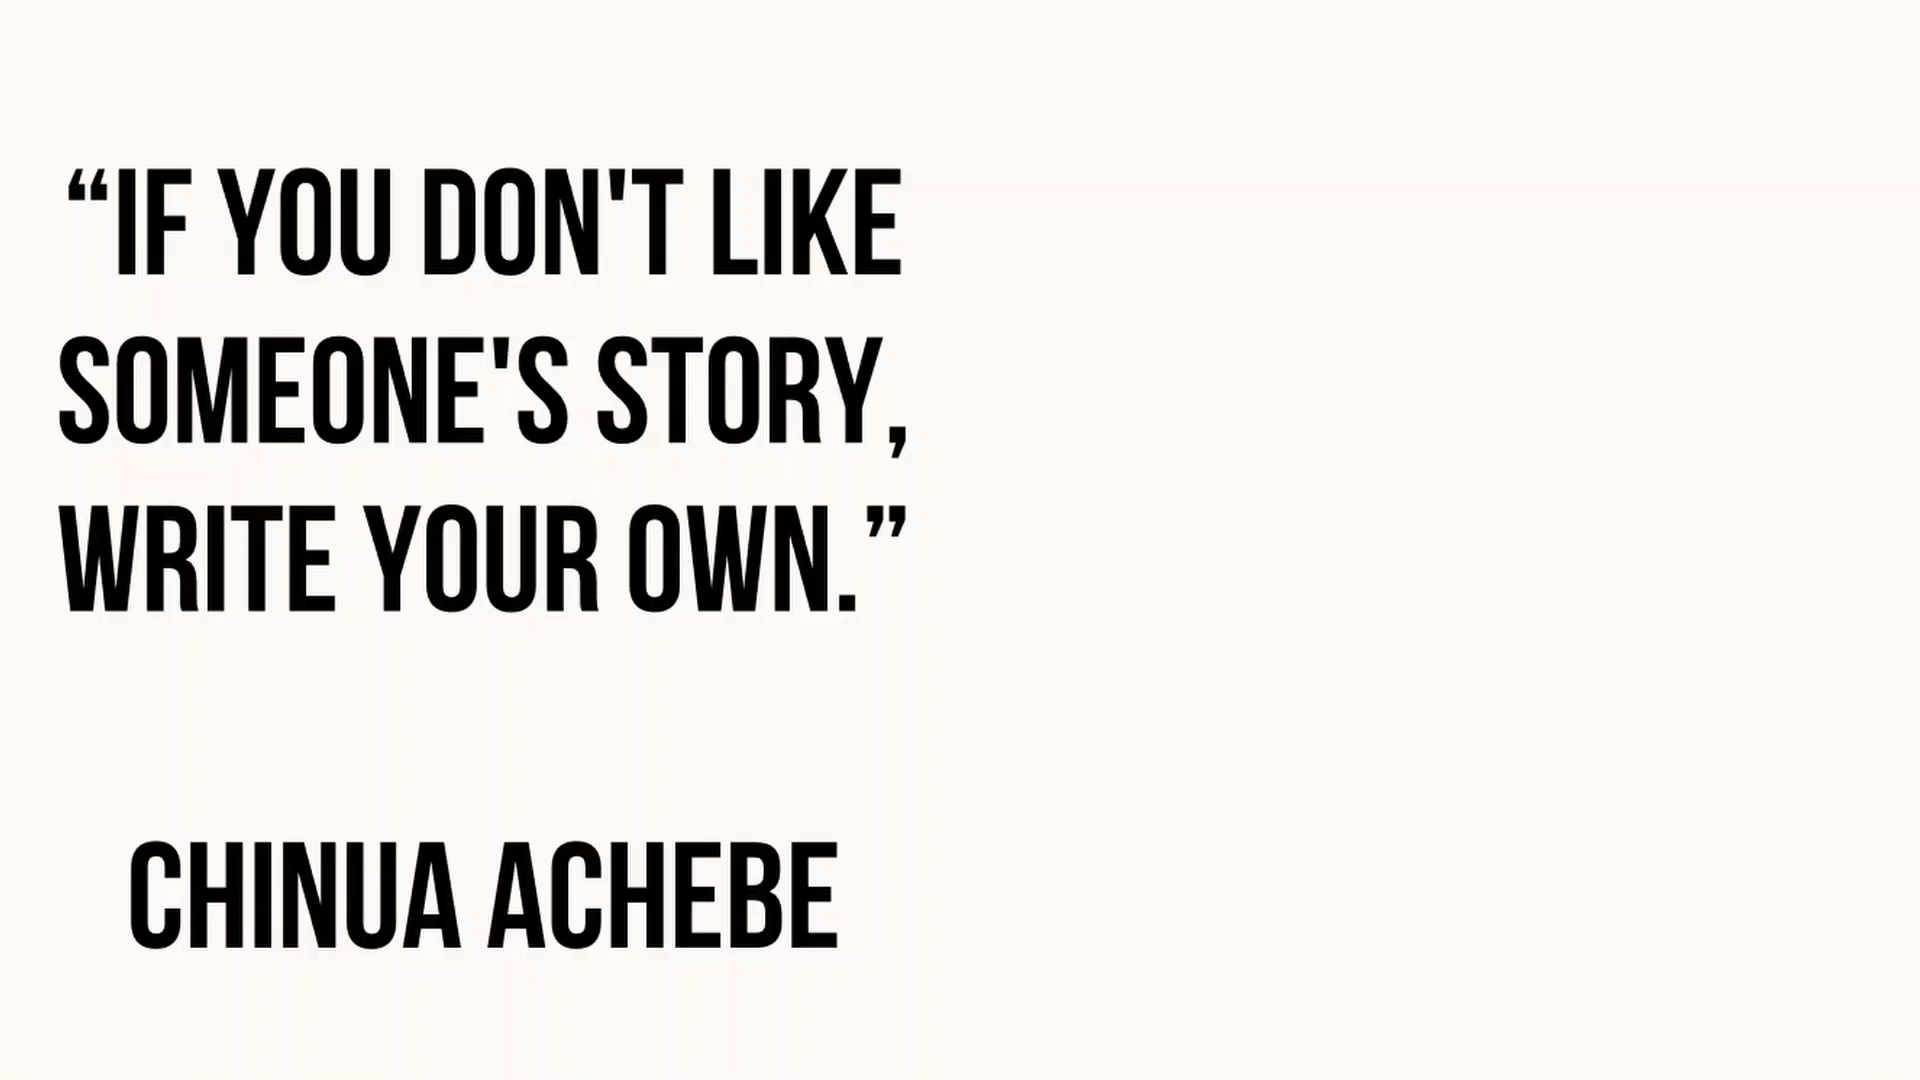 “IF YOU DON'T LIKE
SOMEONE'S STORY,
WRITE YOUR OWN.”
CHINUA ACHEBE